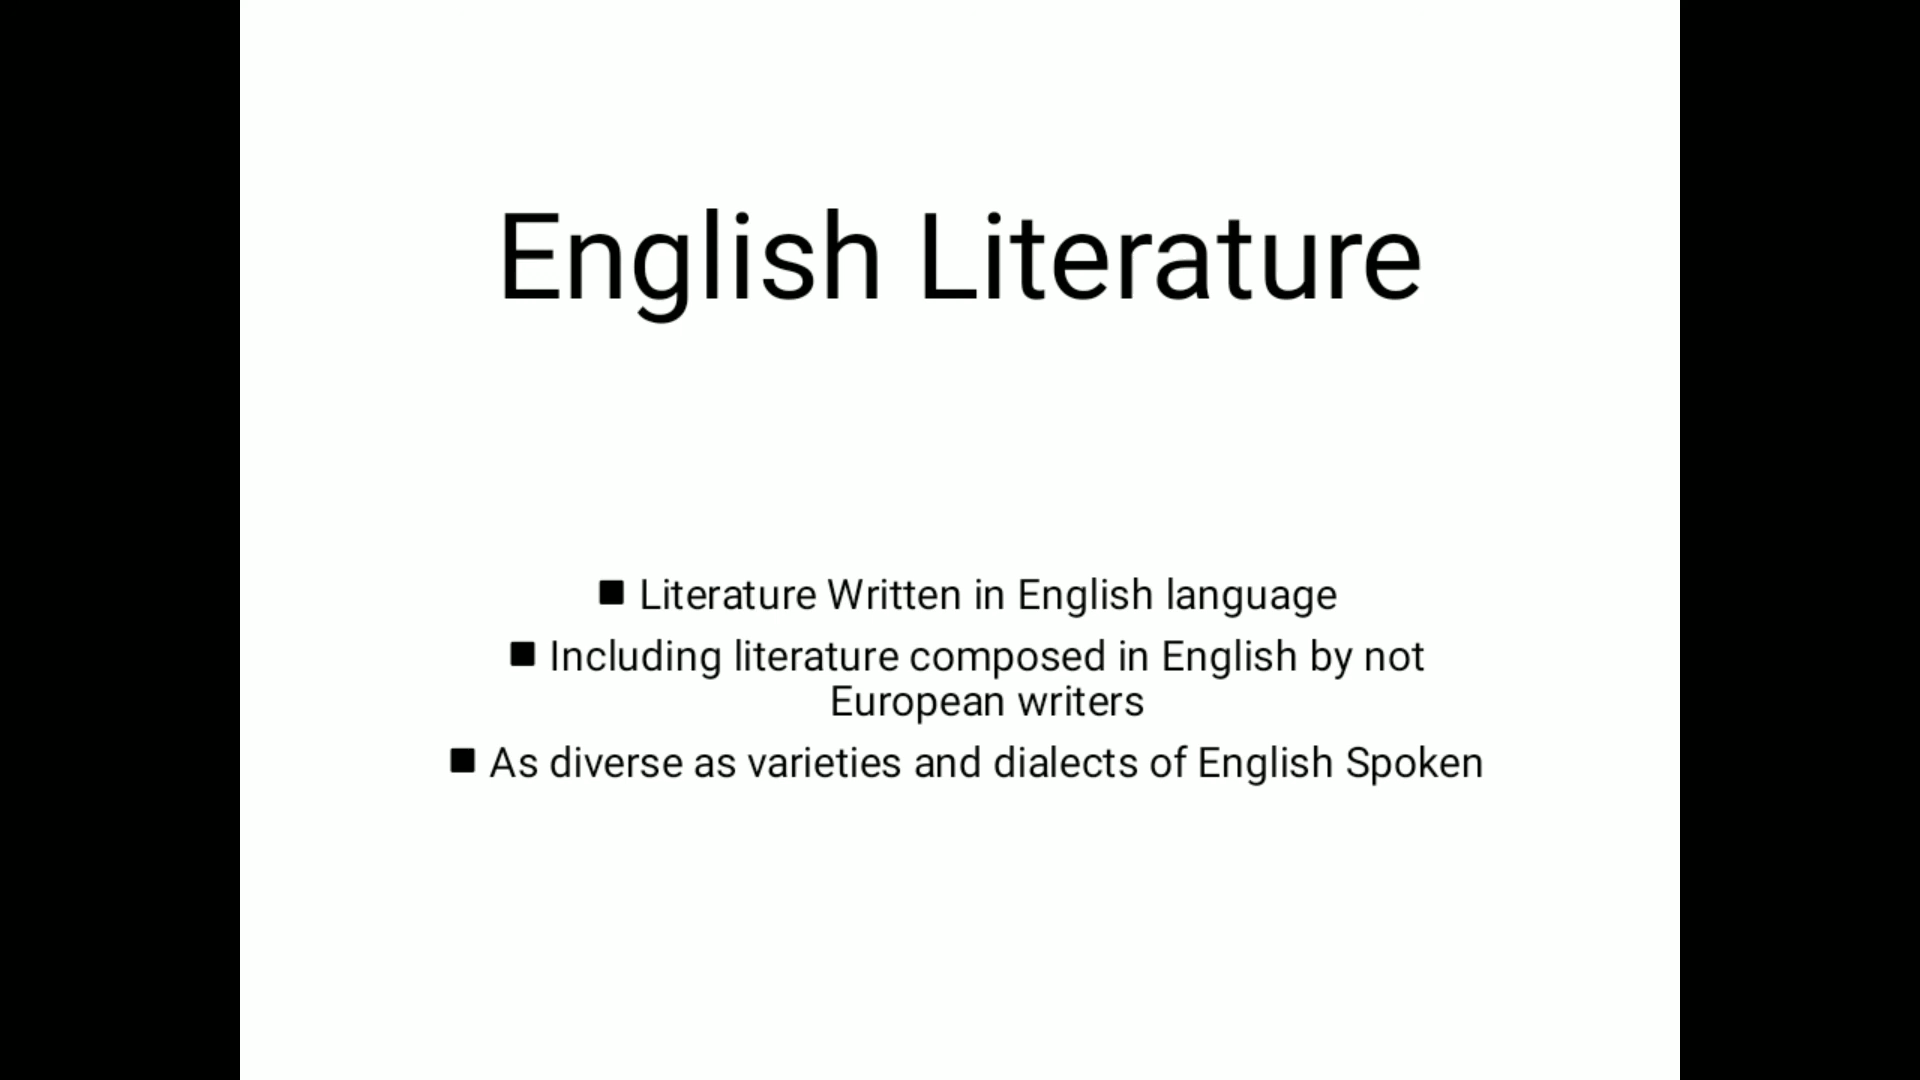 English Literature
■ Literature Written in English language
■ Including literature composed in English by not
European writers
■ As diverse as varieties and dialects of English Spoken